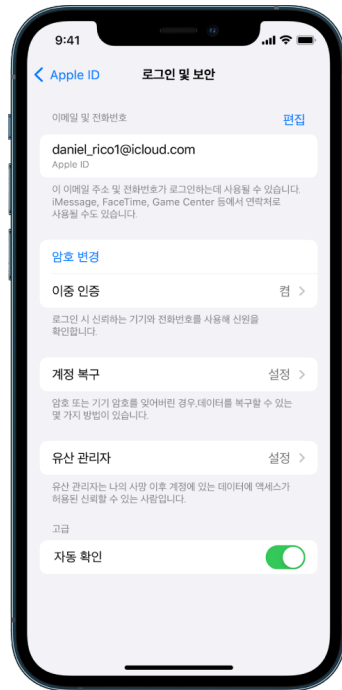 9:41
Apple ID
로그인 및 보안
이메일 및 전화번호
편집
daniel_rico1@icloud.com
Apple ID
이 이메일 주소 및 전화번호가 로그인하는데 사용될 수 있습니다.
iMessage, FaceTime, Game Center 등에서 연락처로
사용될 수도 있습니다.
암호 변경
이중 인증
켬
로그인 시 신뢰하는 기기와 전화번호를 사용해 신원을
확인합니다.
계정 복구
설정
암호 또는 기기 암호를 잊어버린 경우,데이터를 복구할 수 있는
몇 가지 방법이 있습니다.
유산 관리자
설정
유산 관리자는 나의 사망 이후 계정에 있는 데이터에 액세스가
허용된 신뢰할 수 있는 사람입니다.
고급
자동 확인